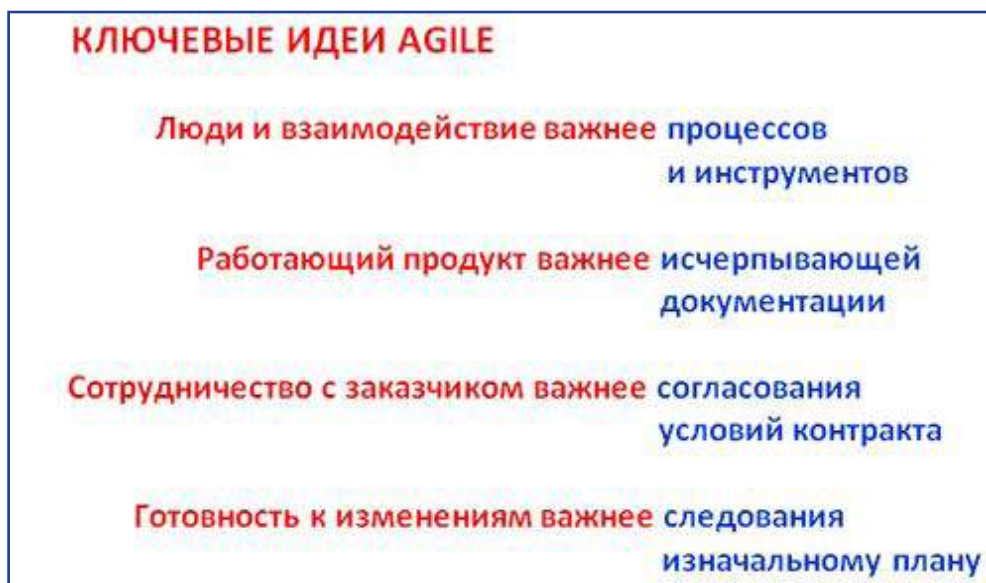 КЛЮЧЕВЫЕ ИДЕИ AGILE
Люди и взаимодействие важнее процессов
и инструментов
Работающий продукт важнее исчерпывающей
документации
Сотрудничество с заказчиком важнее согласования
условий контракта
Готовность к изменениям важнее следования
изначальному плану